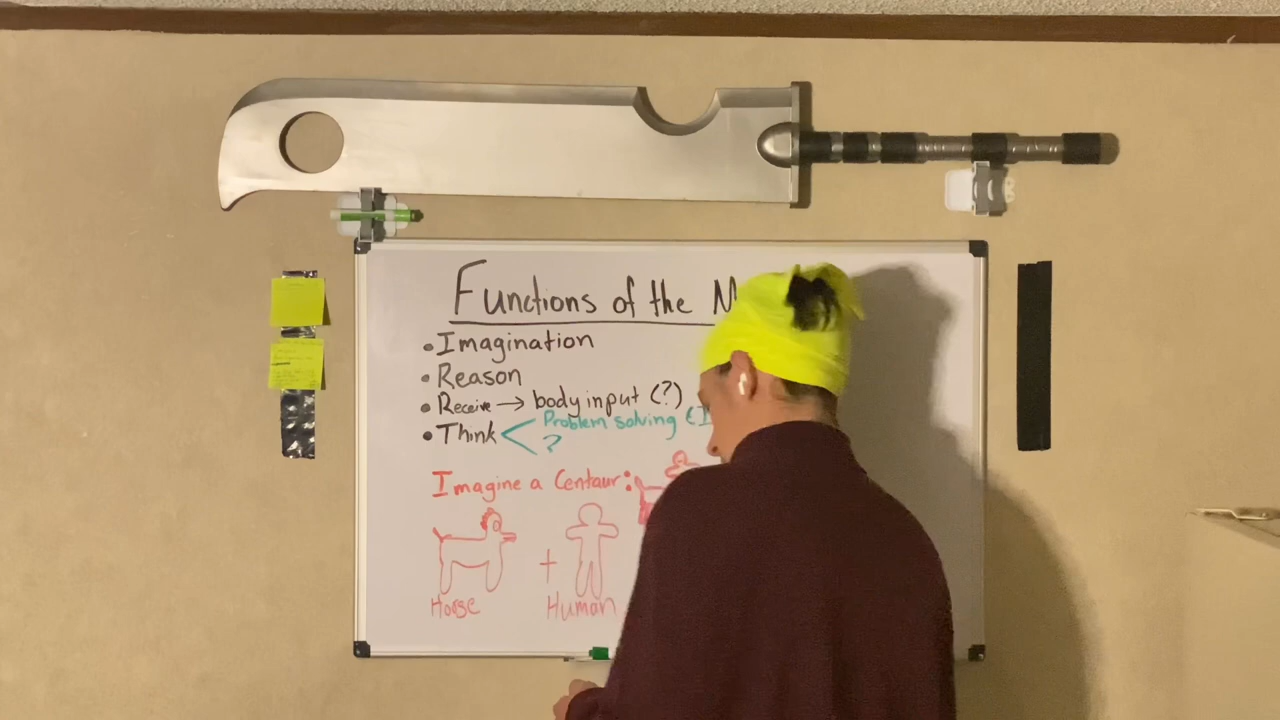 Functions of the M
• Imagination
• Reason
• Receive → body input (?)
• Think < Problem solving (I
?
Imagine a Centaur:
+
Horse Human